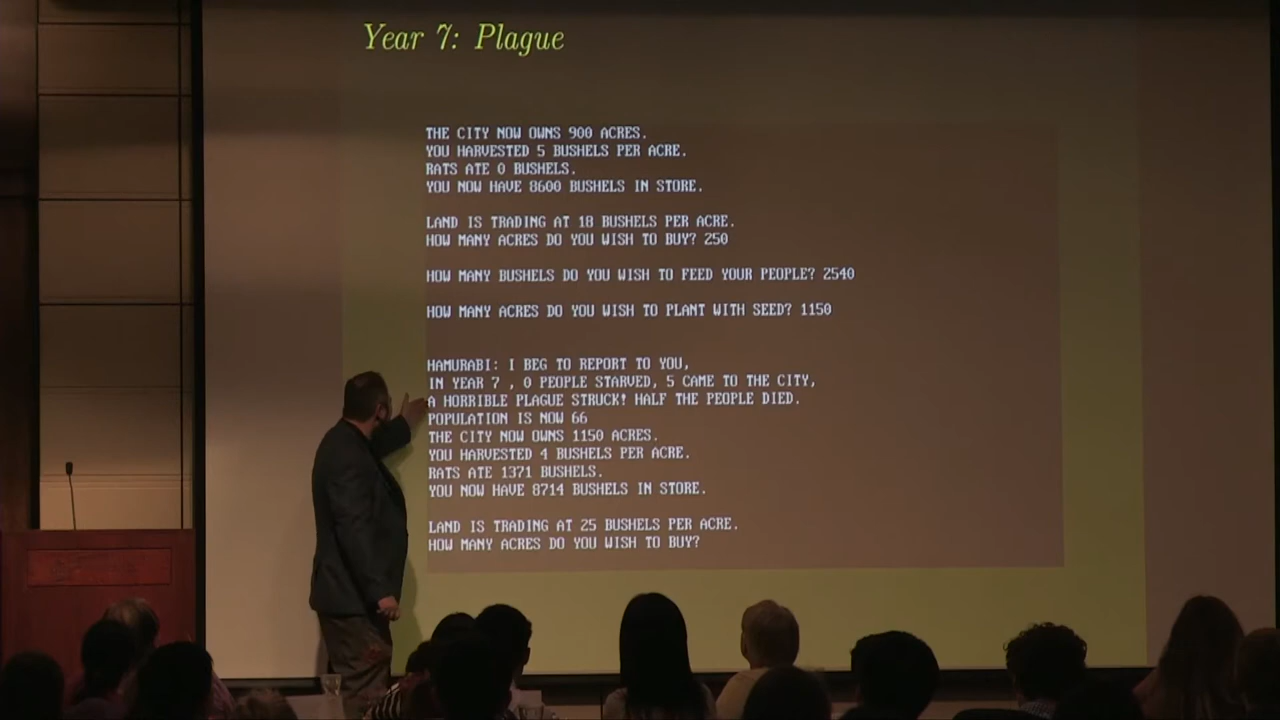 Year 7: Plague
THE CITY NOW OWNS 900 ACRES.
YOU HARVESTED 5 BUSHELS PER ACRE.
RATS ATE 0 BUSHELS.
YOU NOW HAVE 8600 BUSHELS IN STORE.
LAND IS TRADING AT 18 BUSHELS PER ACRE.
HOW MANY ACRES DO YOU WISH TO BUY? 250
HOW MANY BUSHELS DO YOU WISH TO FEED YOUR PEOPLE? 2540
HOW MANY ACRES DO YOU WISH TO PLANT WITH SEED? 1150
HAMURABI: I BEG TO REPORT TO YOU,
IN YEAR 7 , 0 PEOPLE STARVED, 5 CAME TO THE CITY,
A HORRIBLE PLAGUE STRUCK! HALF THE PEOPLE DIED.
POPULATION IS NOW 66
THE CITY NOW OWNS 1150 ACRES.
YOU HARVESTED 4 BUSHELS PER ACRE.
RATS ATE 1371 BUSHELS.
YOU NOW HAVE 8714 BUSHELS IN STORE.
LAND IS TRADING AT 25 BUSHELS PER ACRE.
HOW MANY ACRES DO YOU WISH TO BUY?